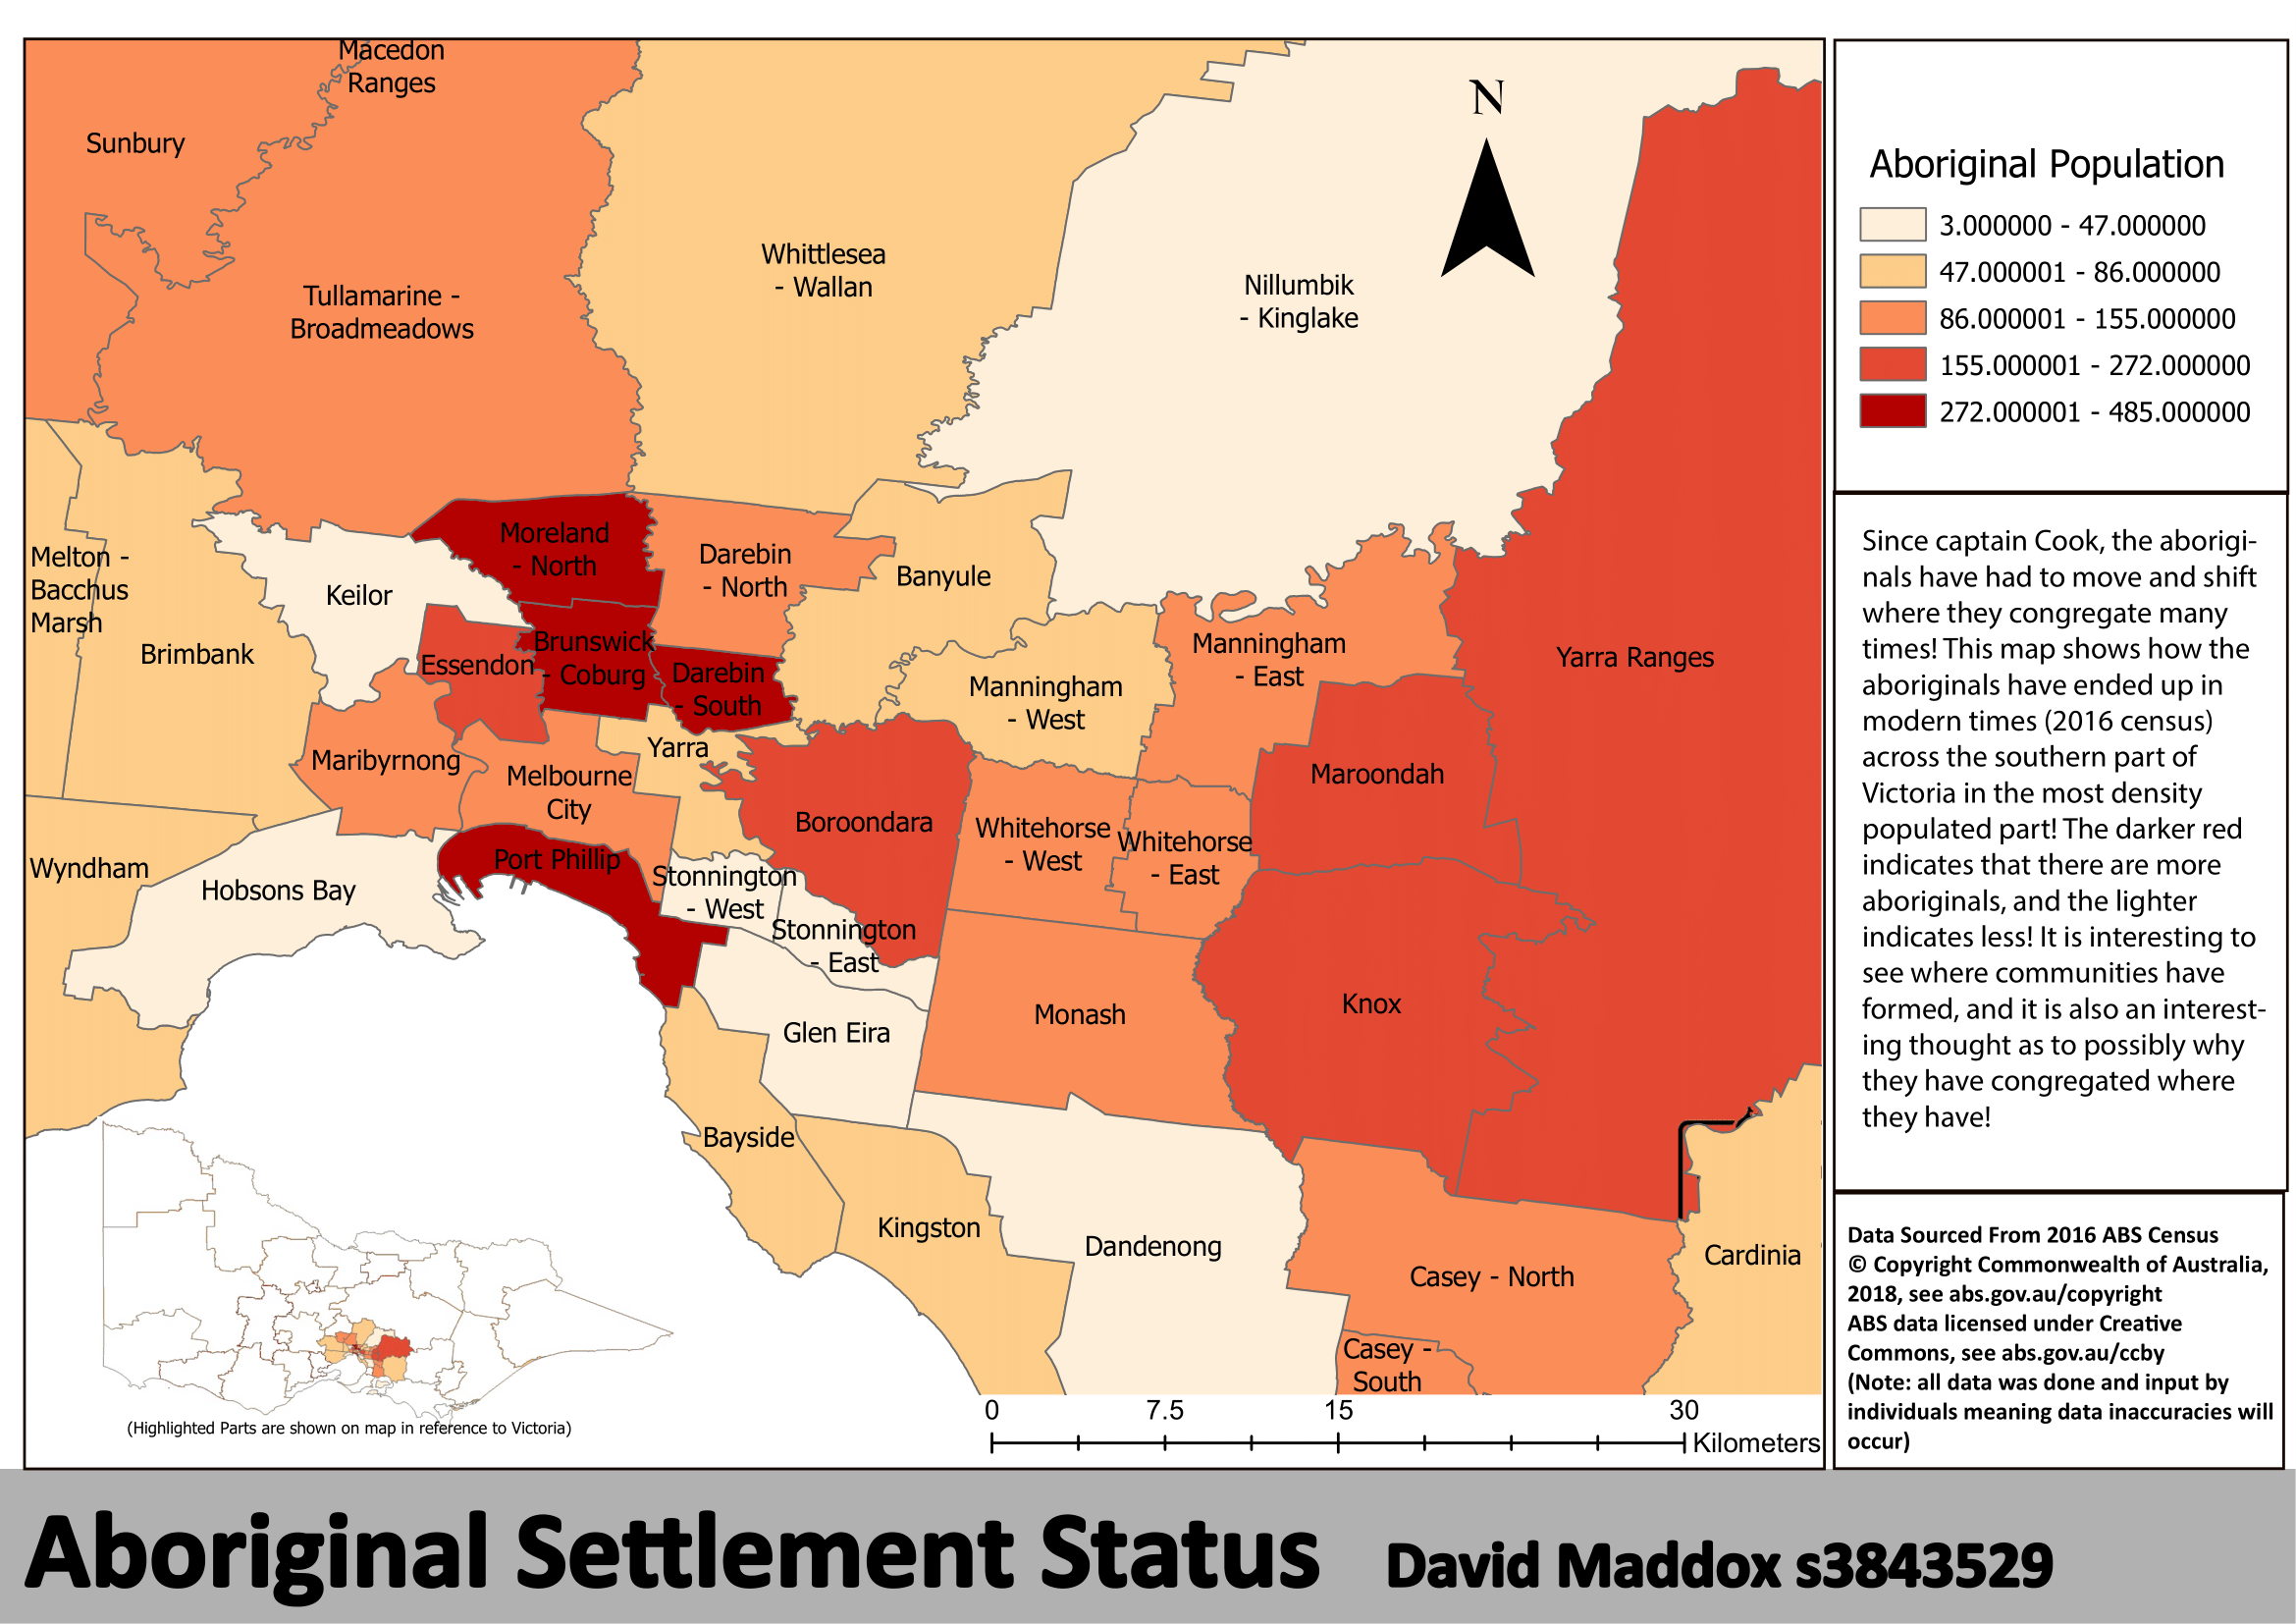 Macedon
Ranges
Sunbury
Tullamarine -
Broadmeadows
Whittlesea
- Wallan
N
Nillumbik
- Kinglake
Moreland
- North
Darebin
- North
Banyule
Melton -
Bacchus
Marsh
Keilor
Brimbank
Essendon
Brunswick
- Coburg
Darebin
- South
Manningham
- West
Manningham
- East
Yarra Ranges
Maribyrnong
Melbourne
City
Yarra
Boroondara
Maroondah
Whitehorse
- West
Whitehorse
- East
Wyndham
Hobsons Bay
Port Phillip
Stonnington
- West
Stonnington
- East
Glen Eira
Monash
Knox
Bayside
Kingston
Dandenong
Casey - North
Cardinia
Casey -
South
(Highlighted Parts are shown on map in reference to Victoria)
0 7.5 15 30
Kilometers
Aboriginal Population
3.000000 - 47.000000
47.000001 - 86.000000
86.000001 - 155.000000
155.000001 - 272.000000
272.000001 - 485.000000
Since captain Cook, the aborigi-
nals have had to move and shift
where they congregate many
times! This map shows how the
aboriginals have ended up in
modern times (2016 census)
across the southern part of
Victoria in the most density
populated part! The darker red
indicates that there are more
aboriginals, and the lighter
indicates less! It is interesting to
see where communities have
formed, and it is also an interest-
ing thought as to possibly why
they have congregated where
they have!
Data Sourced From 2016 ABS Census
© Copyright Commonwealth of Australia,
2018, see abs.gov.au/copyright
ABS data licensed under Creative
Commons, see abs.gov.au/ccby
(Note: all data was done and input by
individuals meaning data inaccuracies will
occur)
Aboriginal Settlement Status David Maddox s3843529